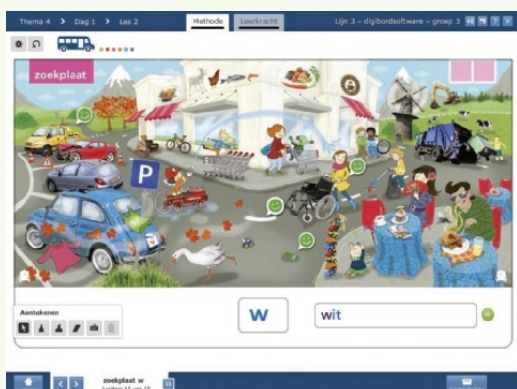 Thema 4 > Dag 1 > Les 2
Methode
Leerkracht
Lijn 3 - digibordsoftware - groep 3
zoekplaat
P
w
wit
Aantekenen
zoekplaat w